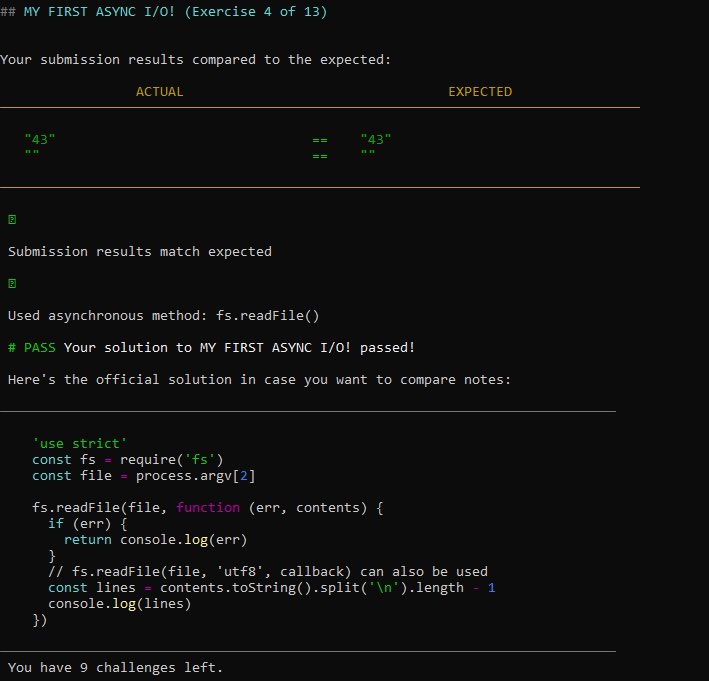 ## MY FIRST ASYNC I/O! (Exercise 4 of 13)
Your submission results compared to the expected:
ACTUAL EXPECTED
"43" == "43"
"" == ""
Submission results match expected
Used asynchronous method: fs.readFile()
# PASS Your solution to MY FIRST ASYNC I/O! passed!
Here's the official solution in case you want to compare notes:
'use strict'
const fs = require('fs')
const file = process.argv[2]
fs.readFile(file, function (err, contents) {
if (err) {
return console.log(err)
}
// fs.readFile(file, 'utf8', callback) can also be used
const lines = contents.toString().split('\n').length - 1
console.log(lines)
})
You have 9 challenges left.